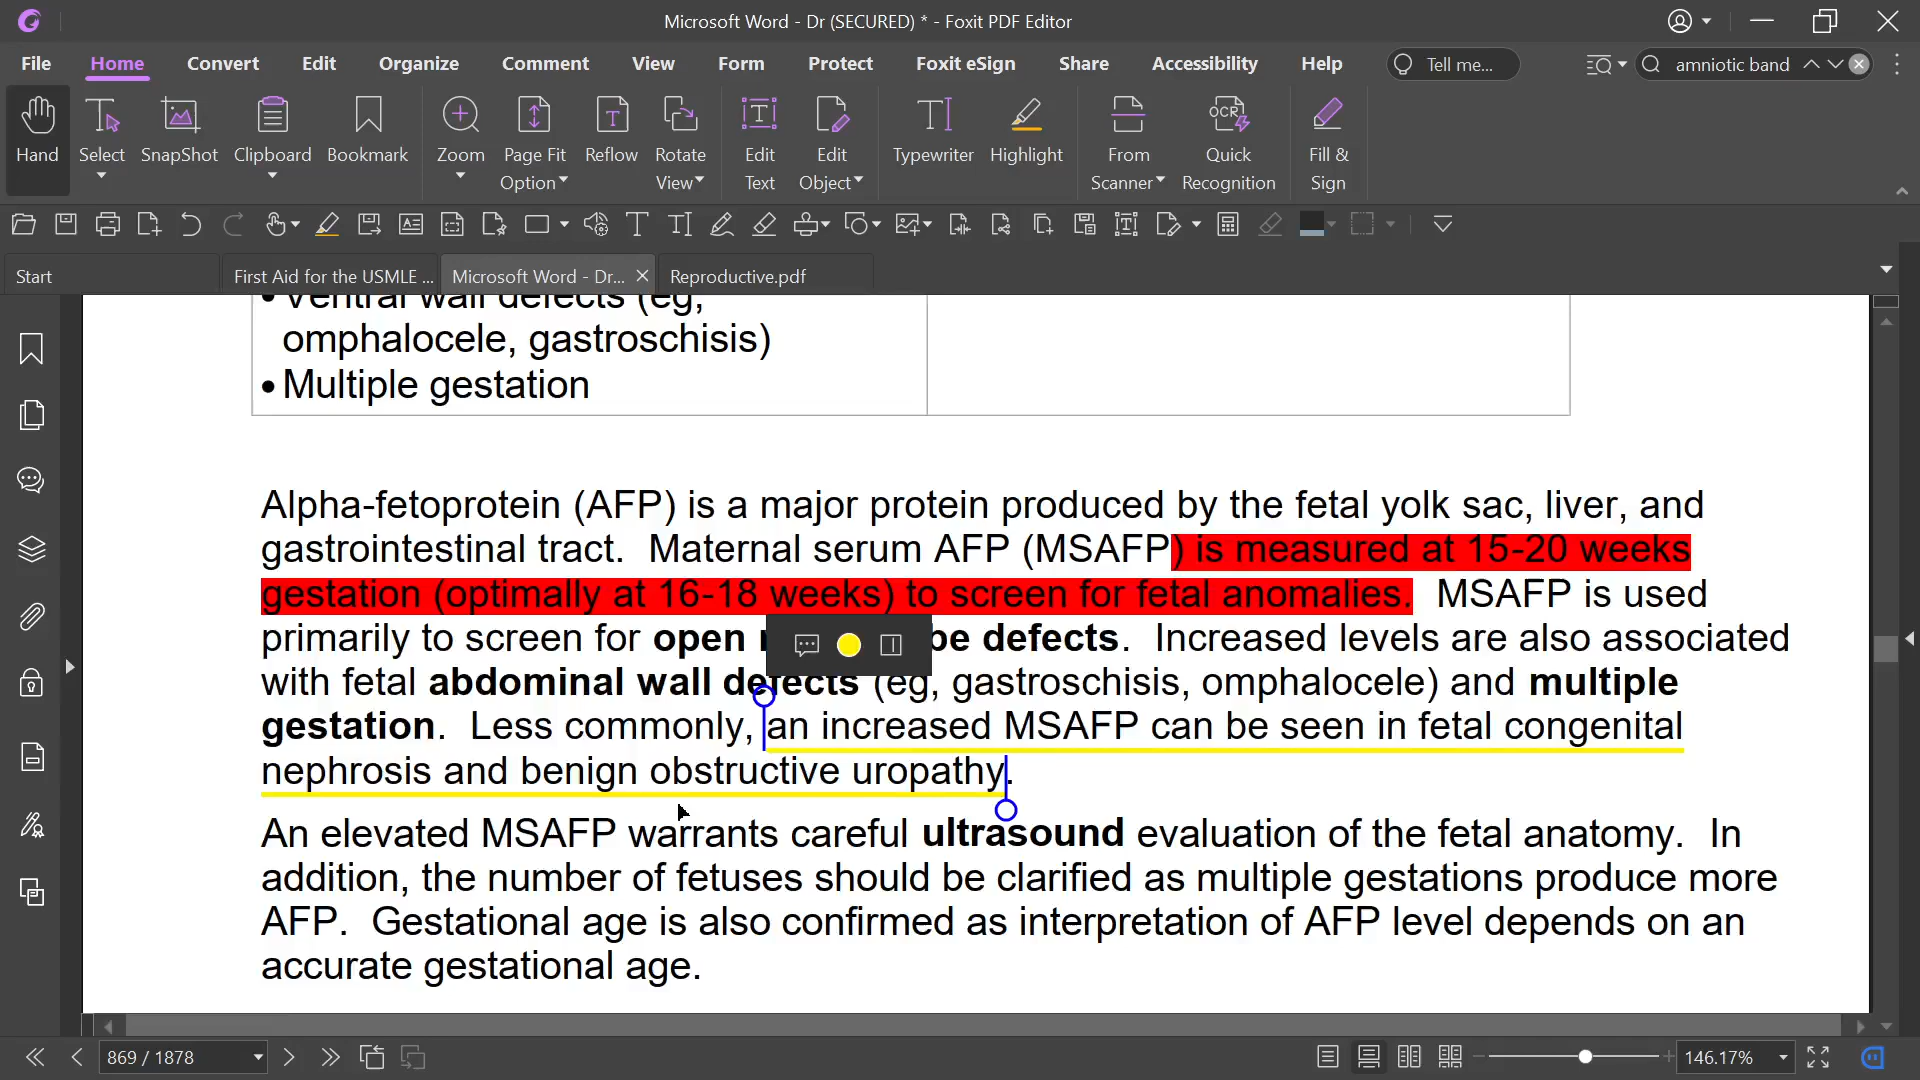 Microsoft Word - Dr (SECURED) * - Foxit PDF Editor
File Home Convert Edit Organize Comment View Form Protect Foxit eSign Share Accessibility Help Tell me... amniotic band
Hand Select SnapShot Clipboard Bookmark Zoom Page Fit Option Reflow Rotate View Edit Text Edit Object Typewriter Highlight From Scanner OCR Quick Recognition Fill & Sign
Start First Aid for the USMLE ... Microsoft Word - Dr... Reproductive.pdf
• Ventral wall defects (eg,
omphalocele, gastroschisis)
• Multiple gestation
Alpha-fetoprotein (AFP) is a major protein produced by the fetal yolk sac, liver, and
gastrointestinal tract. Maternal serum AFP (MSAFP) is measured at 15-20 weeks
gestation (optimally at 16-18 weeks) to screen for fetal anomalies. MSAFP is used
primarily to screen for open be defects. Increased levels are also associated
with fetal abdominal wall defects (eg, gastroschisis, omphalocele) and multiple
gestation. Less commonly, an increased MSAFP can be seen in fetal congenital
nephrosis and benign obstructive uropathy.
An elevated MSAFP warrants careful ultrasound evaluation of the fetal anatomy. In
addition, the number of fetuses should be clarified as multiple gestations produce more
AFP. Gestational age is also confirmed as interpretation of AFP level depends on an
accurate gestational age.
869 / 1878 146.17%